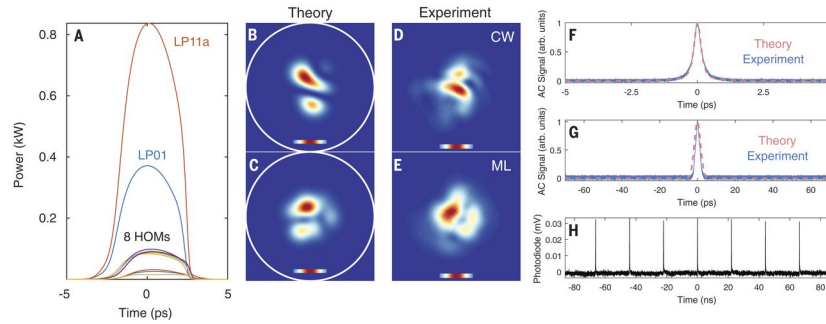 Theory
Experiment
A
LP11a
LP01
8 HOMs
Power (kW)
0.8
0.6
0.4
0.2
-5
0
5
Time (ps)
B
C
D
CW
E
ML
F
Theory
Experiment
AC Signal (arb. units)
1
0.5
0
-5
-2.5
0
2.5
Time (ps)
G
Theory
Experiment
AC Signal (arb. units)
1
0.5
0
-60
-40
-20
0
20
40
60
Time (ps)
H
Photodiode (mV)
0.03
0.02
0.01
0
-80
-60
-40
-20
0
20
40
60
80
Time (ns)